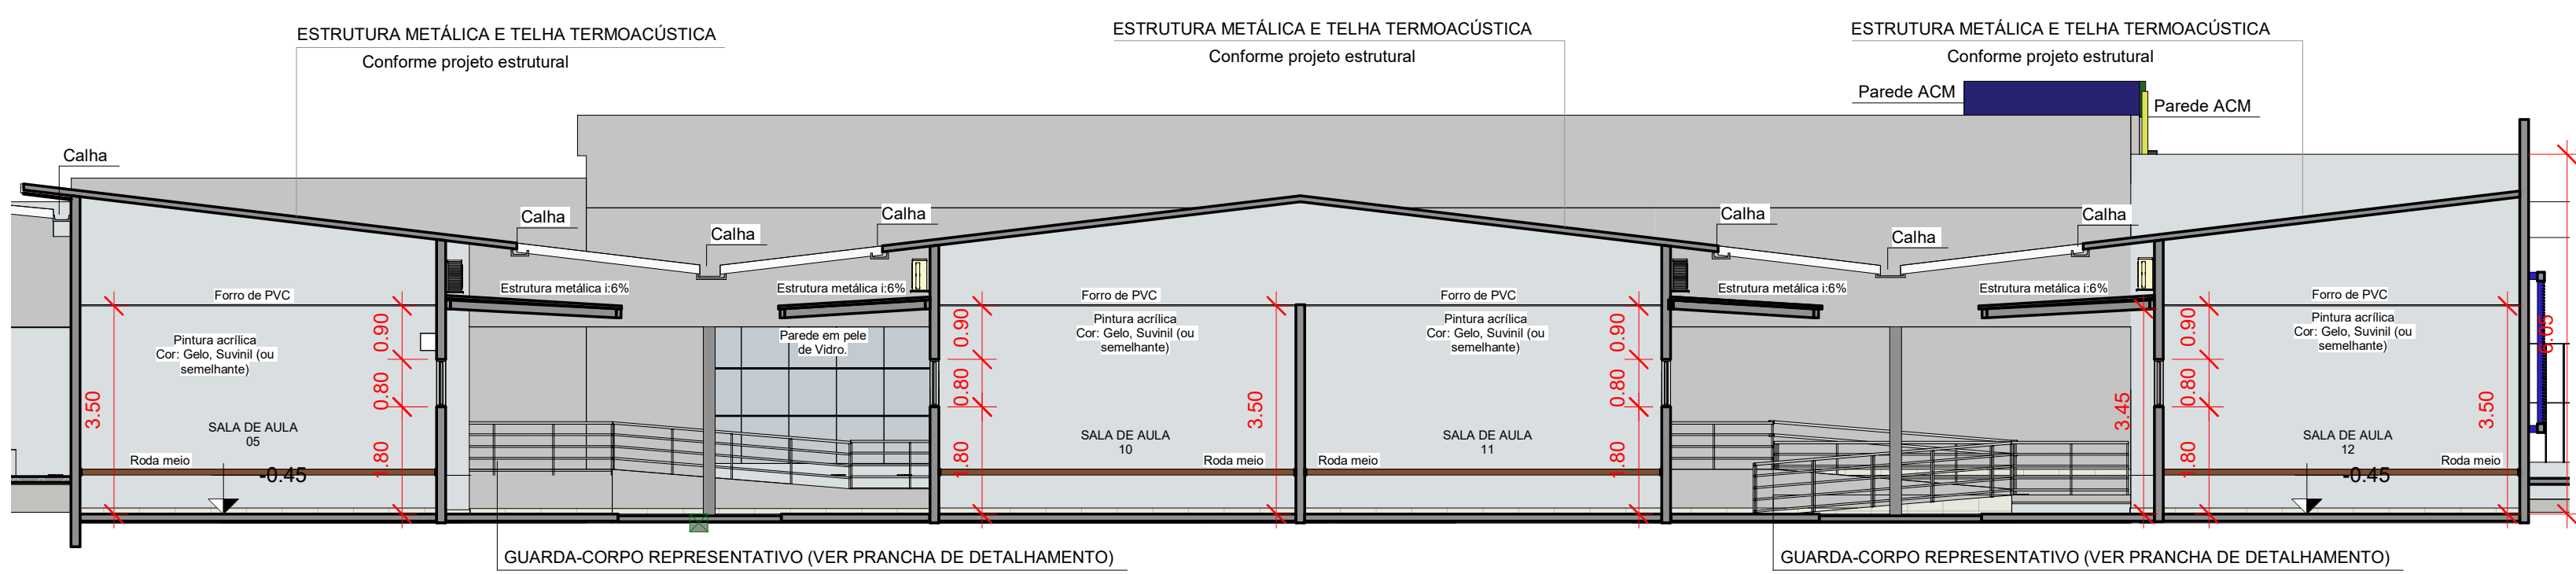 ESTRUTURA METÁLICA E TELHA TERMOACÚSTICA
Conforme projeto estrutural
ESTRUTURA METÁLICA E TELHA TERMOACÚSTICA
Conforme projeto estrutural
ESTRUTURA METÁLICA E TELHA TERMOACÚSTICA
Conforme projeto estrutural
Parede ACM
Parede ACM
Calha
Calha
Calha
Calha
Calha
Calha
Calha
Forro de PVC
Estrutura metálica i:6%
Estrutura metálica i:6%
Forro de PVC
Forro de PVC
Estrutura metálica i:6%
Estrutura metálica i:6%
Forro de PVC
Pintura acrílica
Cor: Gelo, Suvinil (ou
semelhante)
Parede em pele
de Vidro.
Pintura acrílica
Cor: Gelo, Suvinil (ou
semelhante)
Pintura acrílica
Cor: Gelo, Suvinil (ou
semelhante)
Pintura acrílica
Cor: Gelo, Suvinil (ou
semelhante)
3.50
0.90
0.80
1.80
0.90
0.80
1.80
3.50
0.90
0.80
1.80
3.45
0.90
0.80
1.80
3.50
6.05
SALA DE AULA
05
SALA DE AULA
10
SALA DE AULA
11
SALA DE AULA
12
Roda meio
-0.45
Roda meio
Roda meio
Roda meio
-0.45
GUARDA-CORPO REPRESENTATIVO (VER PRANCHA DE DETALHAMENTO)
GUARDA-CORPO REPRESENTATIVO (VER PRANCHA DE DETALHAMENTO)